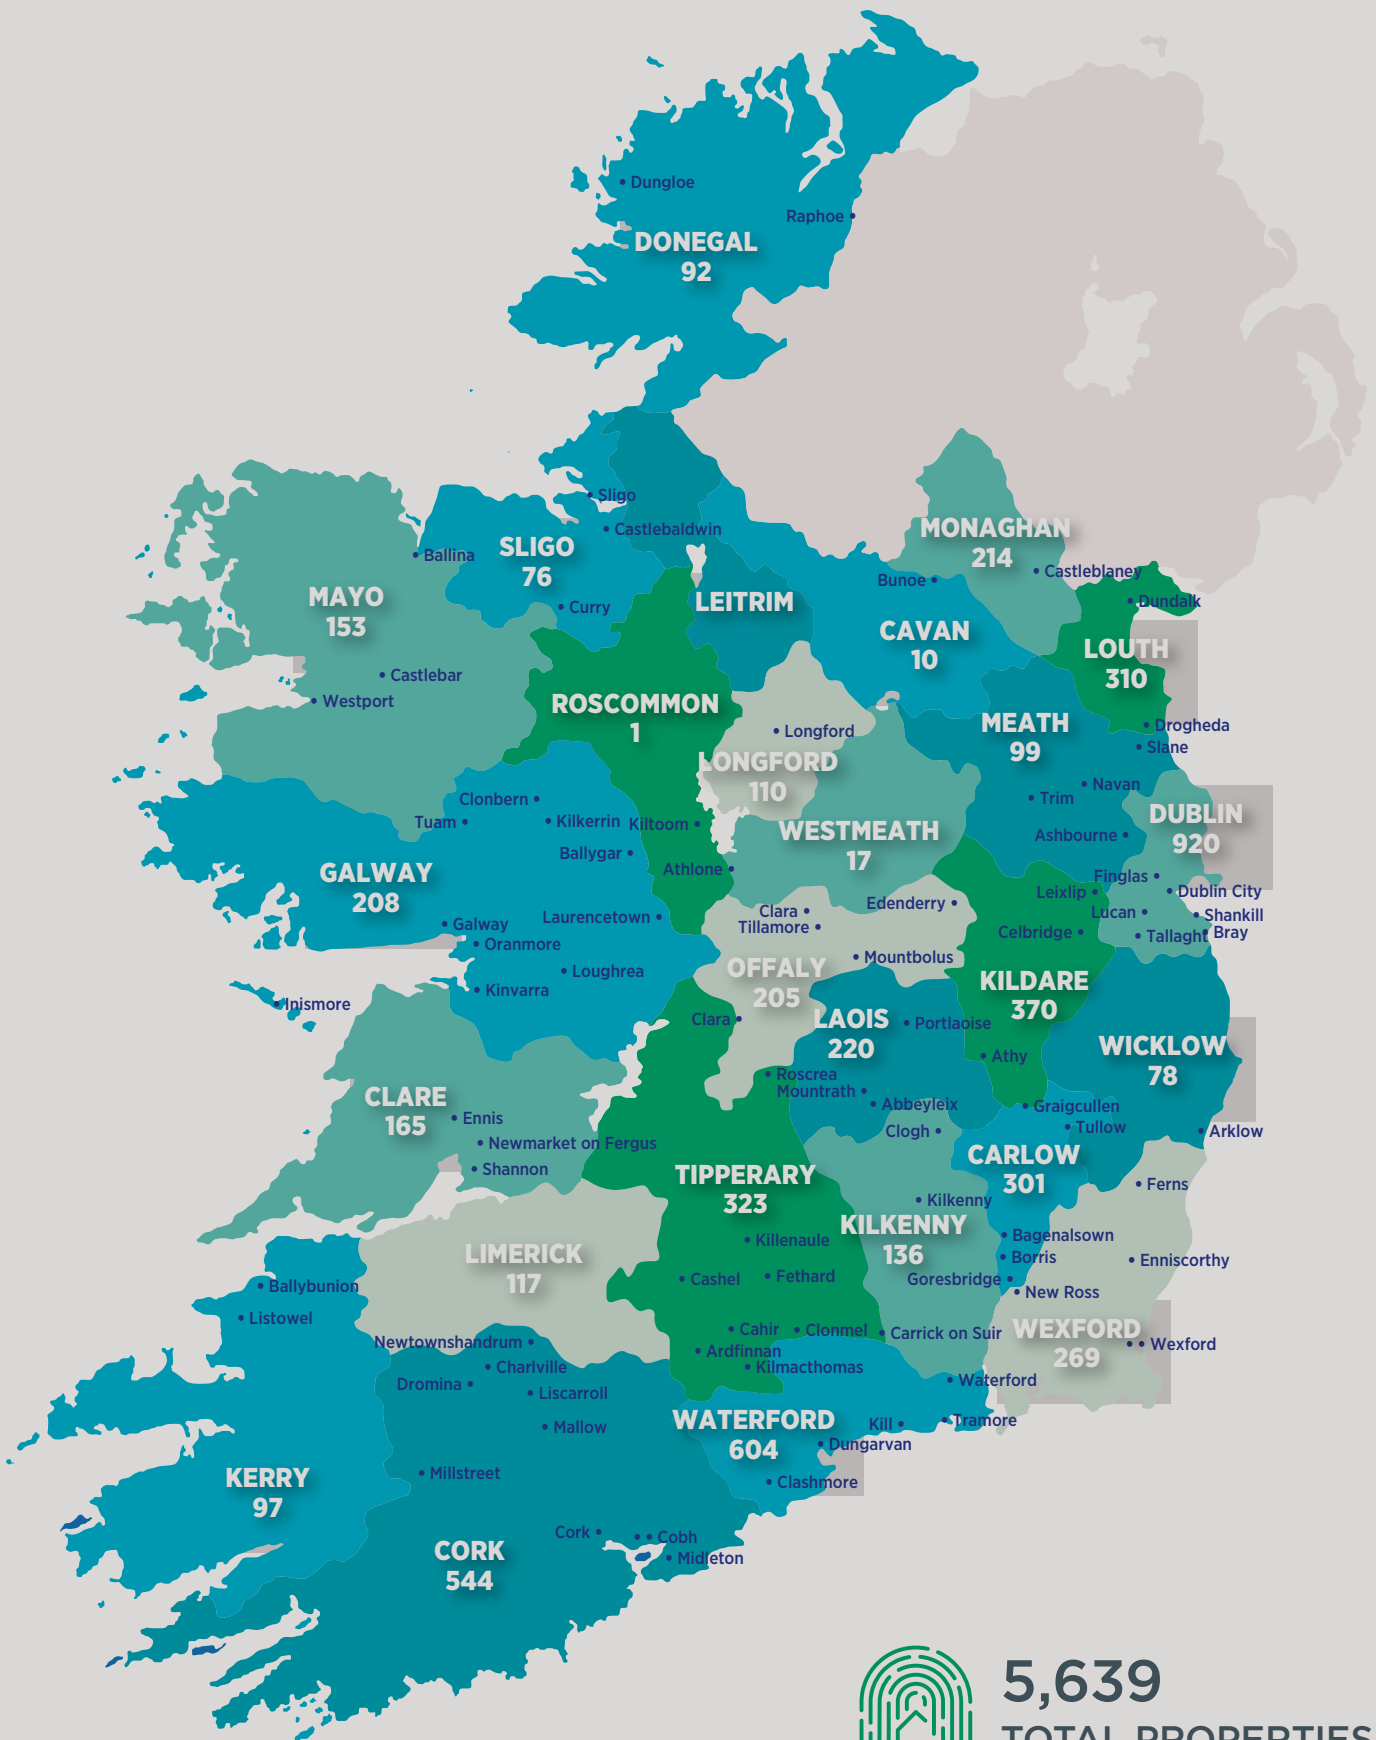 Dungloe
Raphoe
DONEGAL
92
Sligo
Castlebaldwin
SLIGO
76
Ballina
Curry
MAYO
153
Castlebar
Westport
LEITRIM
MONAGHAN
214
Castleblaney
Bunoe
Dundalk
CAVAN
10
LOUTH
310
ROSCOMMON
1
Longford
LONGFORD
110
MEATH
99
Drogheda
Slane
Navan
Trim
Ashbourne
DUBLIN
920
Clonbern
Tuam
Kilkerrin
Kiltoom
Ballygar
Athlone
WESTMEATH
17
GALWAY
208
Galway
Laurencetown
Oranmore
Loughrea
Kinvarra
Inismore
Finglas
Dublin City
Leixlip
Lucan
Shankill
Celbridge
Tallaght
Bray
Clara
Edenderry
Tillamore
Mountbolus
OFFALY
205
KILDARE
370
Clara
LAOIS
220
Portlaoise
Athy
WICKLOW
78
Roscrea
Mountrath
Abbeyleix
Graigcullen
Clogh
Tullow
Arklow
CLARE
165
Ennis
Newmarket on Fergus
Shannon
TIPPERARY
323
CARLOW
301
Ferns
Kilkenny
KILKENNY
136
Bagenalsown
Borris
Enniscorthy
Goresbridge
New Ross
Killenaule
LIMERICK
117
Cashel
Fethard
Ballybunion
Listowel
Cahir
Clonmel
Carrick on Suir
WEXFORD
269
Wexford
Newtownshandrum
Ardfinnan
Charlville
Kilmacthomas
Dromina
Liscarroll
Waterford
Mallow
WATERFORD
604
Kill
Tramore
Dungarvan
Millstreet
Clashmore
KERRY
97
Cork
Cobh
Midleton
CORK
544
5,639
TOTAL PROPERTIES